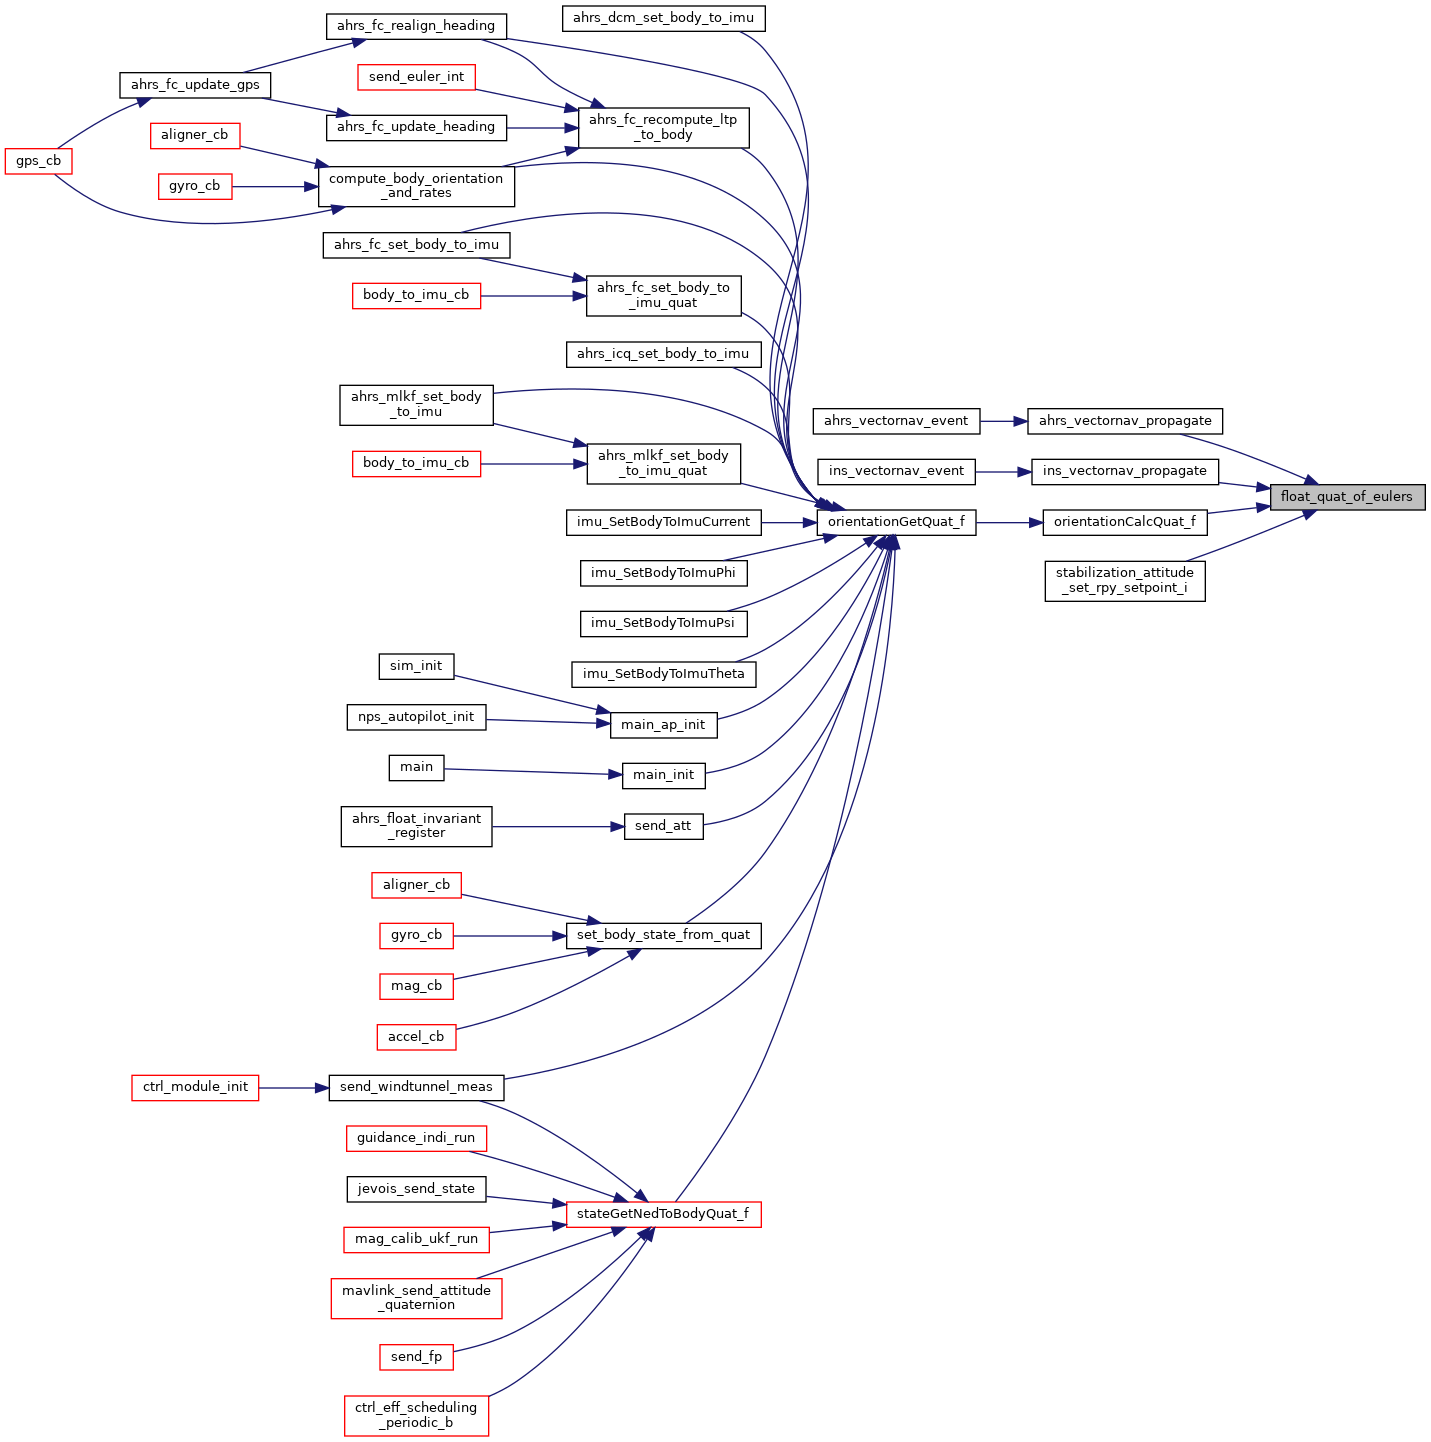 ahrs_dcm_set_body_to_imu
ahrs_fc_realign_heading
send_euler_int
ahrs_fc_update_gps
ahrs_fc_recompute_ltp
_to_body
ahrs_fc_update_heading
aligner_cb
gps_cb
compute_body_orientation
_and_rates
gyro_cb
ahrs_fc_set_body_to_imu
ahrs_fc_set_body_to
_imu_quat
body_to_imu_cb
ahrs_icq_set_body_to_imu
ahrs_mlkf_set_body
_to_imu
ahrs_vectornav_event
ahrs_vectornav_propagate
ahrs_mlkf_set_body
_to_imu_quat
body_to_imu_cb
ins_vectornav_event
ins_vectornav_propagate
float_quat_of_eulers
imu_SetBodyToImuCurrent
orientationGetQuat_f
orientationCalcQuat_f
imu_SetBodyToImuPhi
stabilization_attitude
_set_rpy_setpoint_i
imu_SetBodyToImuPsi
imu_SetBodyToImuTheta
sim_init
nps_autopilot_init
main_ap_init
main
main_init
ahrs_float_invariant
_register
send_att
aligner_cb
gyro_cb
set_body_state_from_quat
mag_cb
accel_cb
ctrl_module_init
send_windtunnel_meas
guidance_indi_run
jevois_send_state
stateGetNedToBodyQuat_f
mag_calib_ukf_run
mavlink_send_attitude
_quaternion
send_fp
ctrl_eff_scheduling
_periodic_b